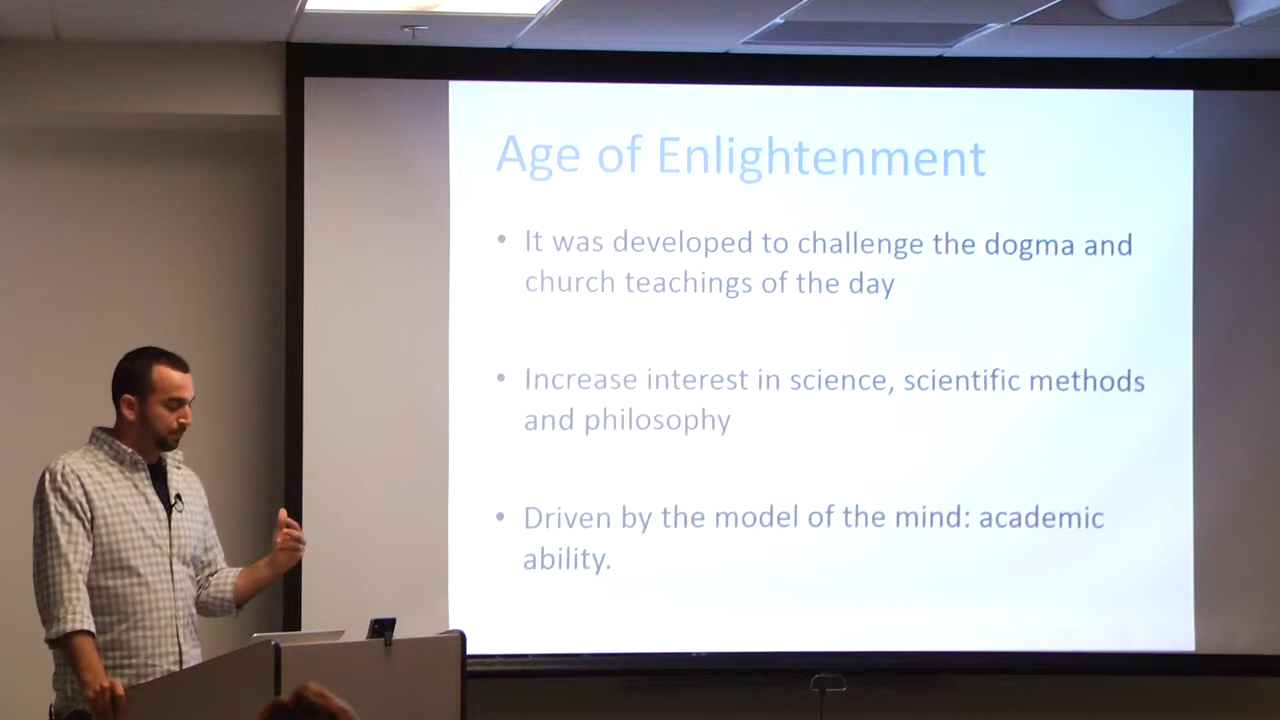 Age of Enlightenment
• It was developed to challenge the dogma and
church teachings of the day
• Increase interest in science, scientific methods
and philosophy
• Driven by the model of the mind: academic
ability.